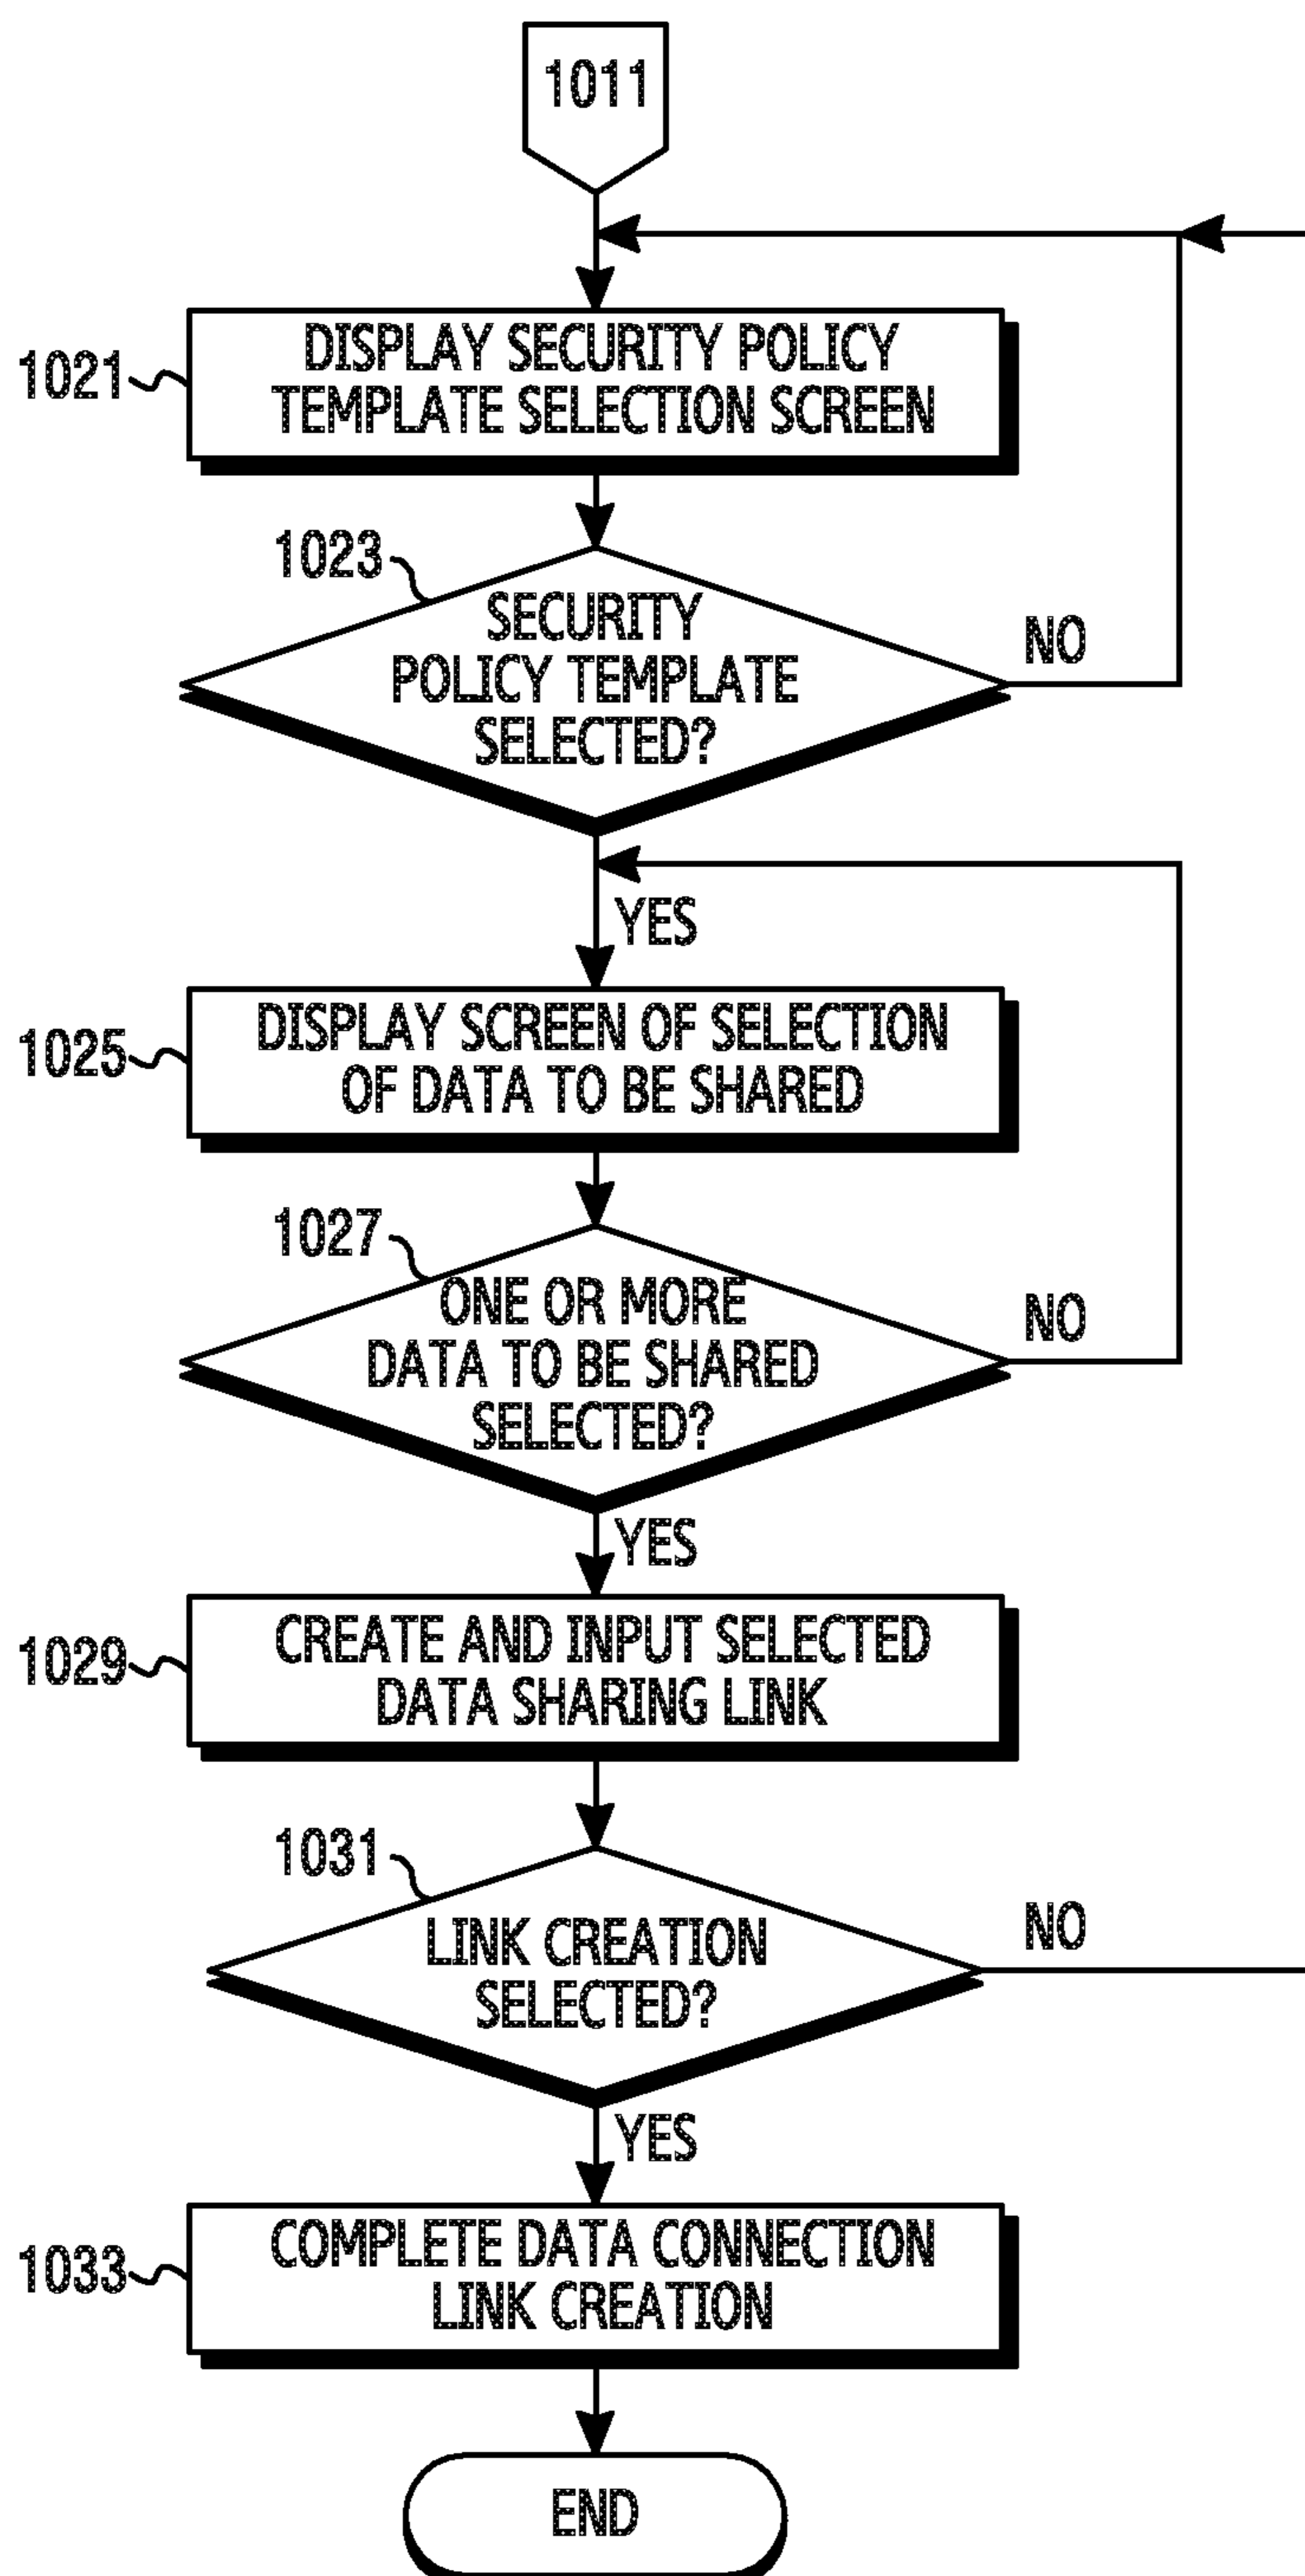 1011
1021
DISPLAY SECURITY POLICY
TEMPLATE SELECTION SCREEN
1023
SECURITY
POLICY TEMPLATE
SELECTED?
NO
YES
1025
DISPLAY SCREEN OF SELECTION
OF DATA TO BE SHARED
1027
ONE OR MORE
DATA TO BE SHARED
SELECTED?
NO
YES
1029
CREATE AND INPUT SELECTED
DATA SHARING LINK
1031
LINK CREATION
SELECTED?
NO
YES
1033
COMPLETE DATA CONNECTION
LINK CREATION
END